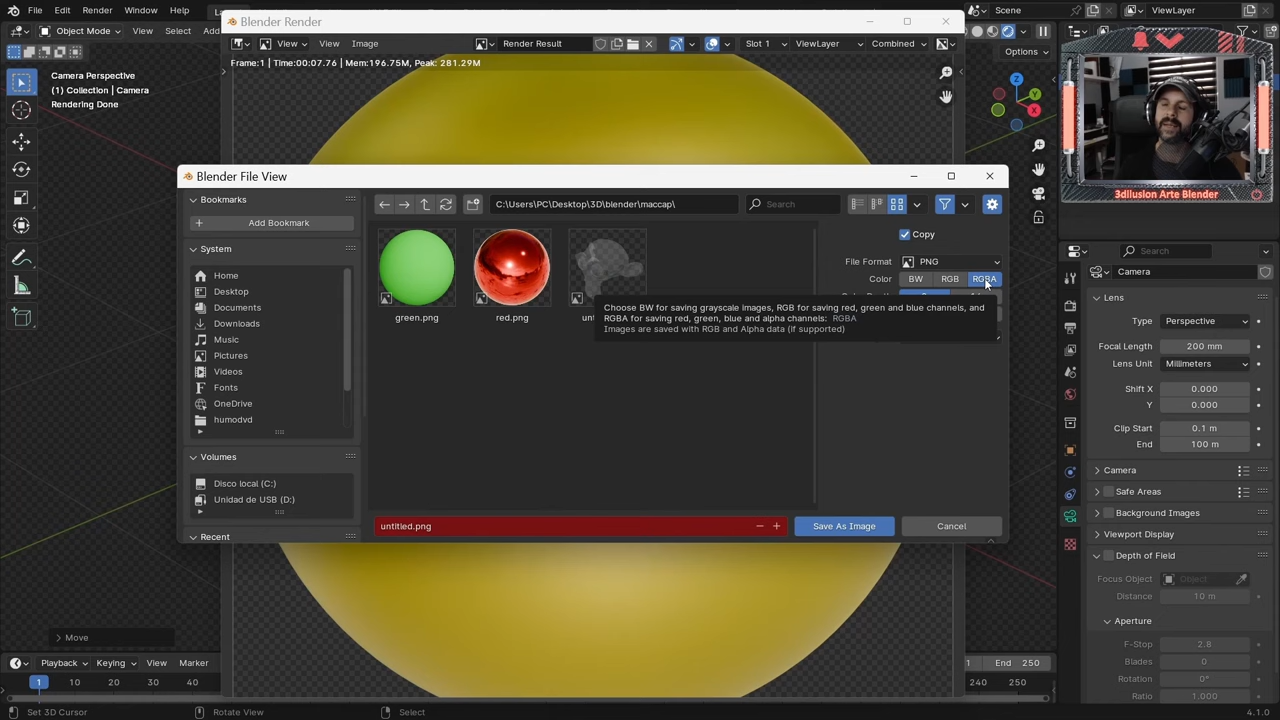 File Edit Render
Blender Render
Scene
ViewLayer
Object Mode View Select
View View Image Render Result Slot 1 ViewLayer Combined
Options
Frame:1 | Time:00:07.76 | Mem:196.75M, Peak: 281.29M
Camera Perspective
(1) Collection | Camera
Rendering Done
Z
Y
X
3dilusion Arte Blender
Blender File View
Bookmarks
Add Bookmark
System
Home
Desktop
Documents
Downloads
Music
Pictures
Videos
Fonts
OneDrive
humodvd
Volumes
Disco local (C:)
Unidad de USB (D:)
Recent
C:\Users\PC\Desktop\3D\blender\maccap\
Search
green.png
red.png
Copy
File Format PNG
Color BW RGB RGBA
Choose BW for saving grayscale images, RGB for saving red, green and blue channels, and
RGBA for saving red, green, blue and alpha channels: RGBA
Images are saved with RGB and Alpha data (if supported)
untitled.png
Save As Image
Cancel
Search
Camera
Lens
Type Perspective
Focal Length 200 mm
Lens Unit Millimeters
Shift X 0.000
Y 0.000
Clip Start 0.1 m
End 100 m
Camera
Safe Areas
Background Images
Viewport Display
Depth of Field
Focus Object Object
Distance 10 m
Aperture
F-Stop 2.8
Blades 0
Rotation 0°
Ratio 1.000
Move
Playback Keying View Marker
1 End 250
1 10 20 30 40
240 250
Set 3D Cursor
Rotate View
Select
4.1.0